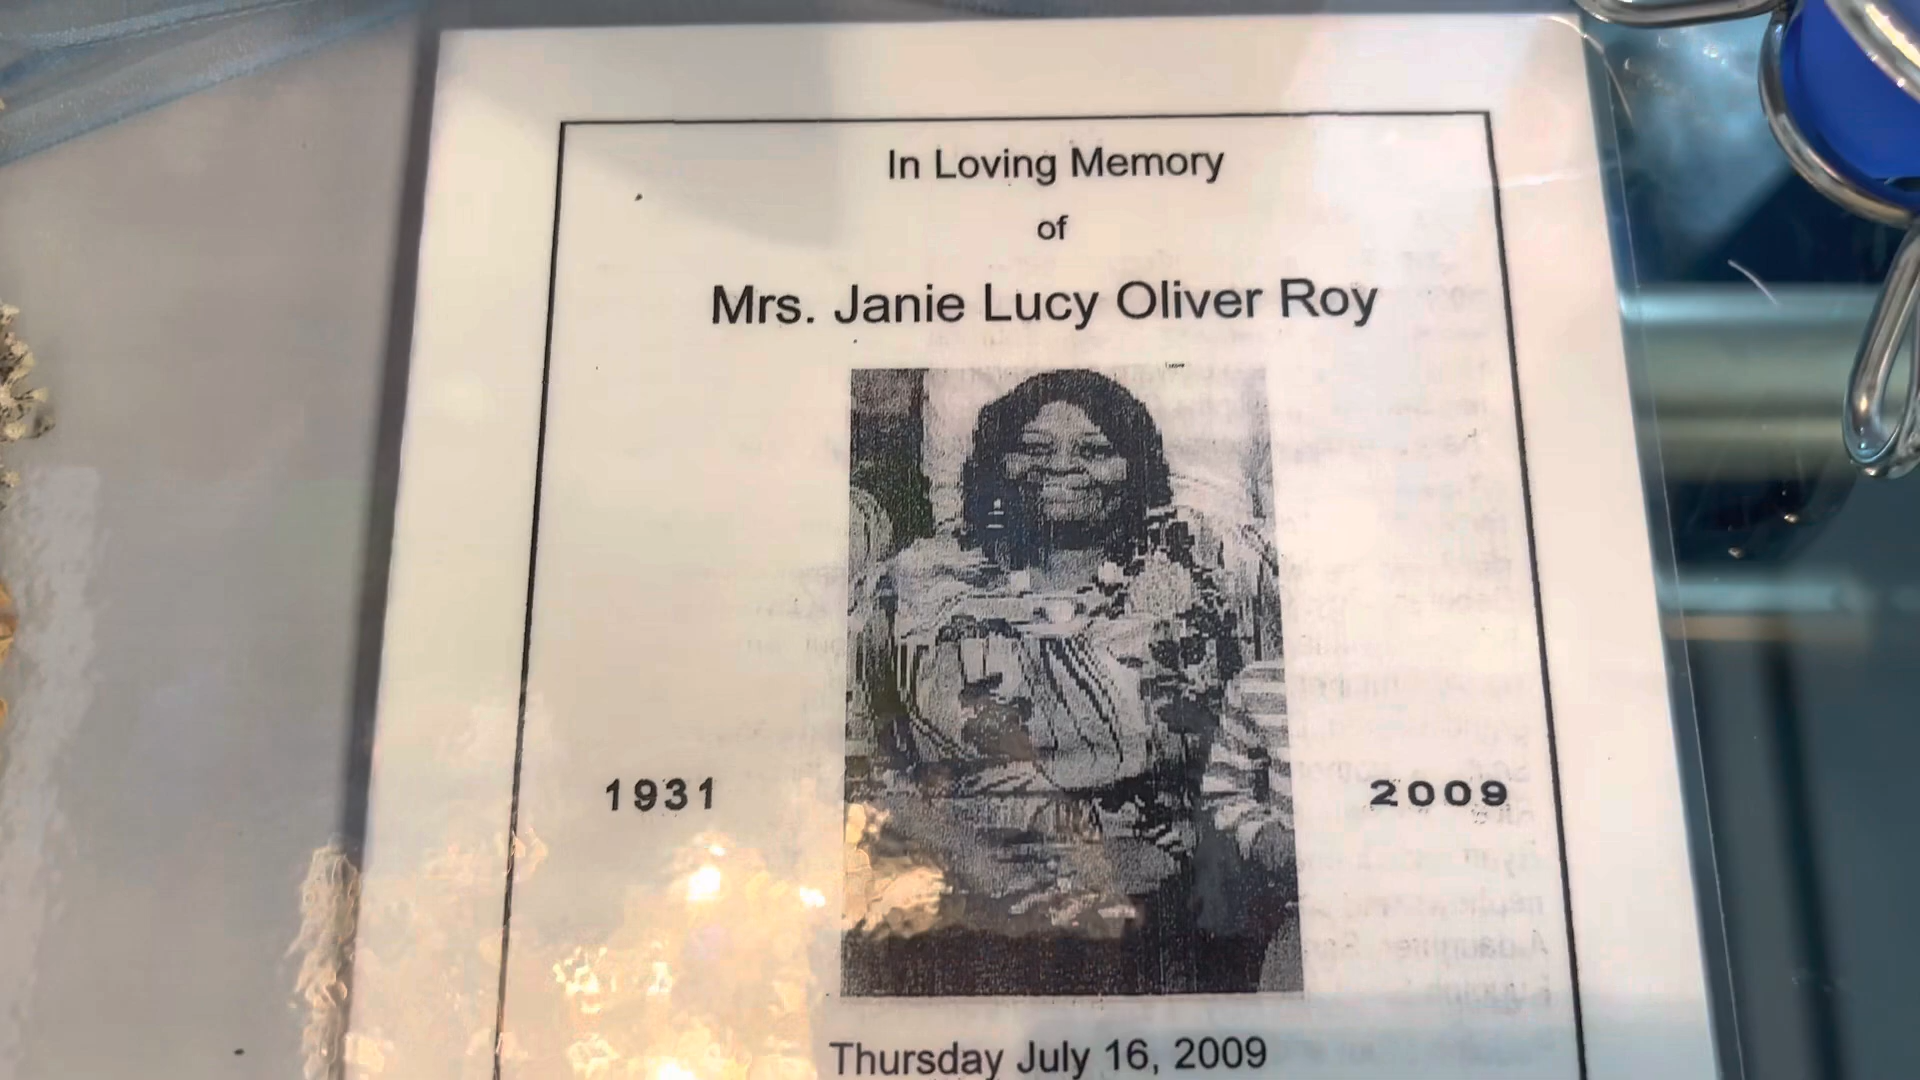 In Loving Memory
of
Mrs. Janie Lucy Oliver Roy
1931
2009
Thursday July 16, 2009